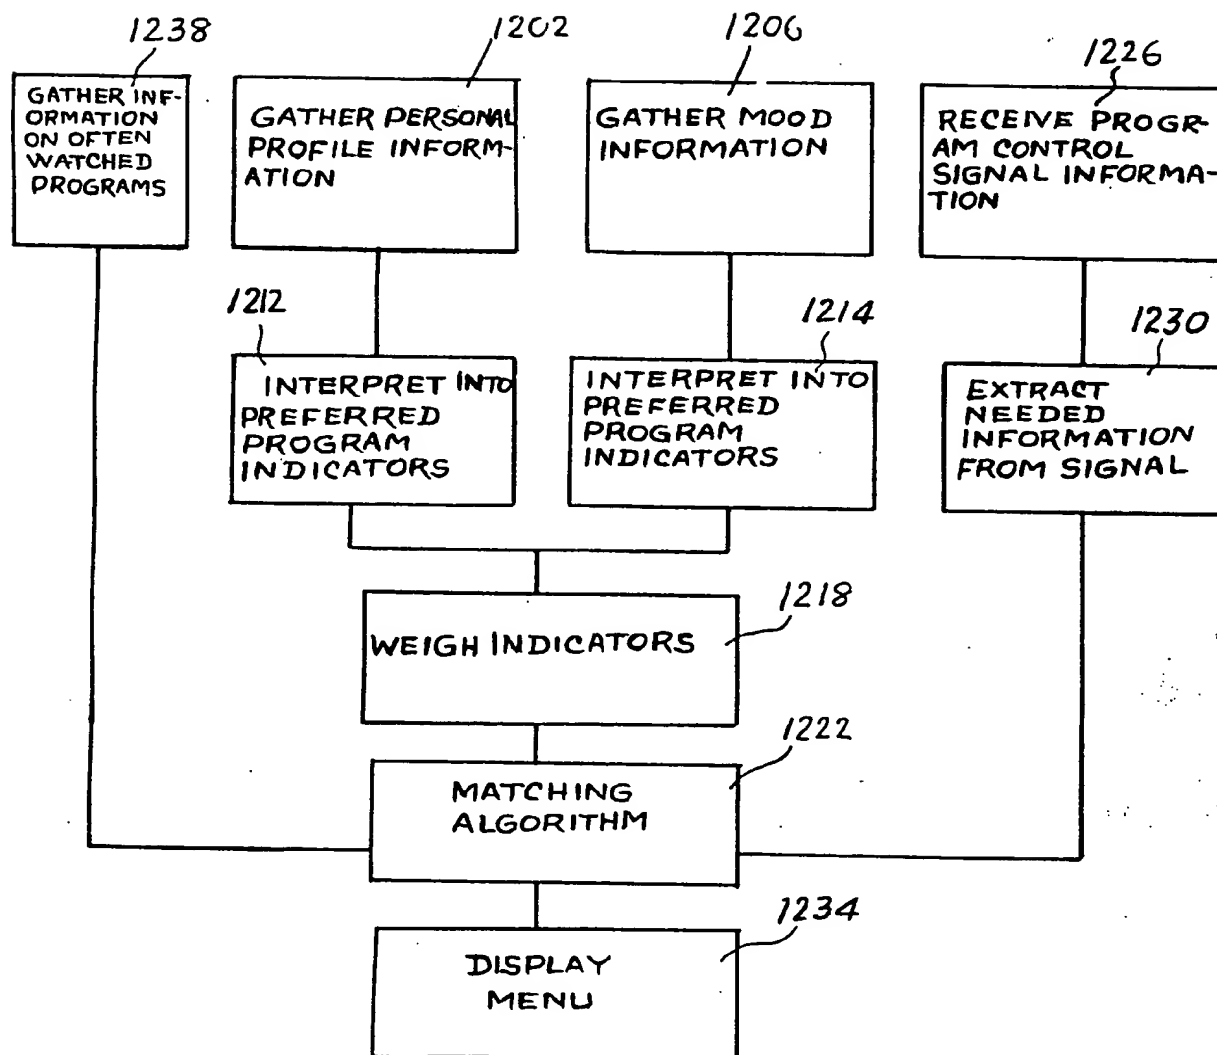 1238
GATHER INF-
ORMATION
ON OFTEN
WATCHED
PROGRAMS
1202
GATHER PERSONAL
PROFILE INFORM-
ATION
1206
GATHER MOOD
INFORMATION
1226
RECEIVE PROGR-
AM CONTROL
SIGNAL INFORMA-
TION
1212
INTERPRET INTO
PREFERRED
PROGRAM
INDICATORS
1214
INTERPRET INTO
PREFERRED
PROGRAM
INDICATORS
1230
EXTRACT
NEEDED
INFORMATION
FROM SIGNAL
1218
WEIGH INDICATORS
1222
MATCHING
ALGORITHM
1234
DISPLAY
MENU